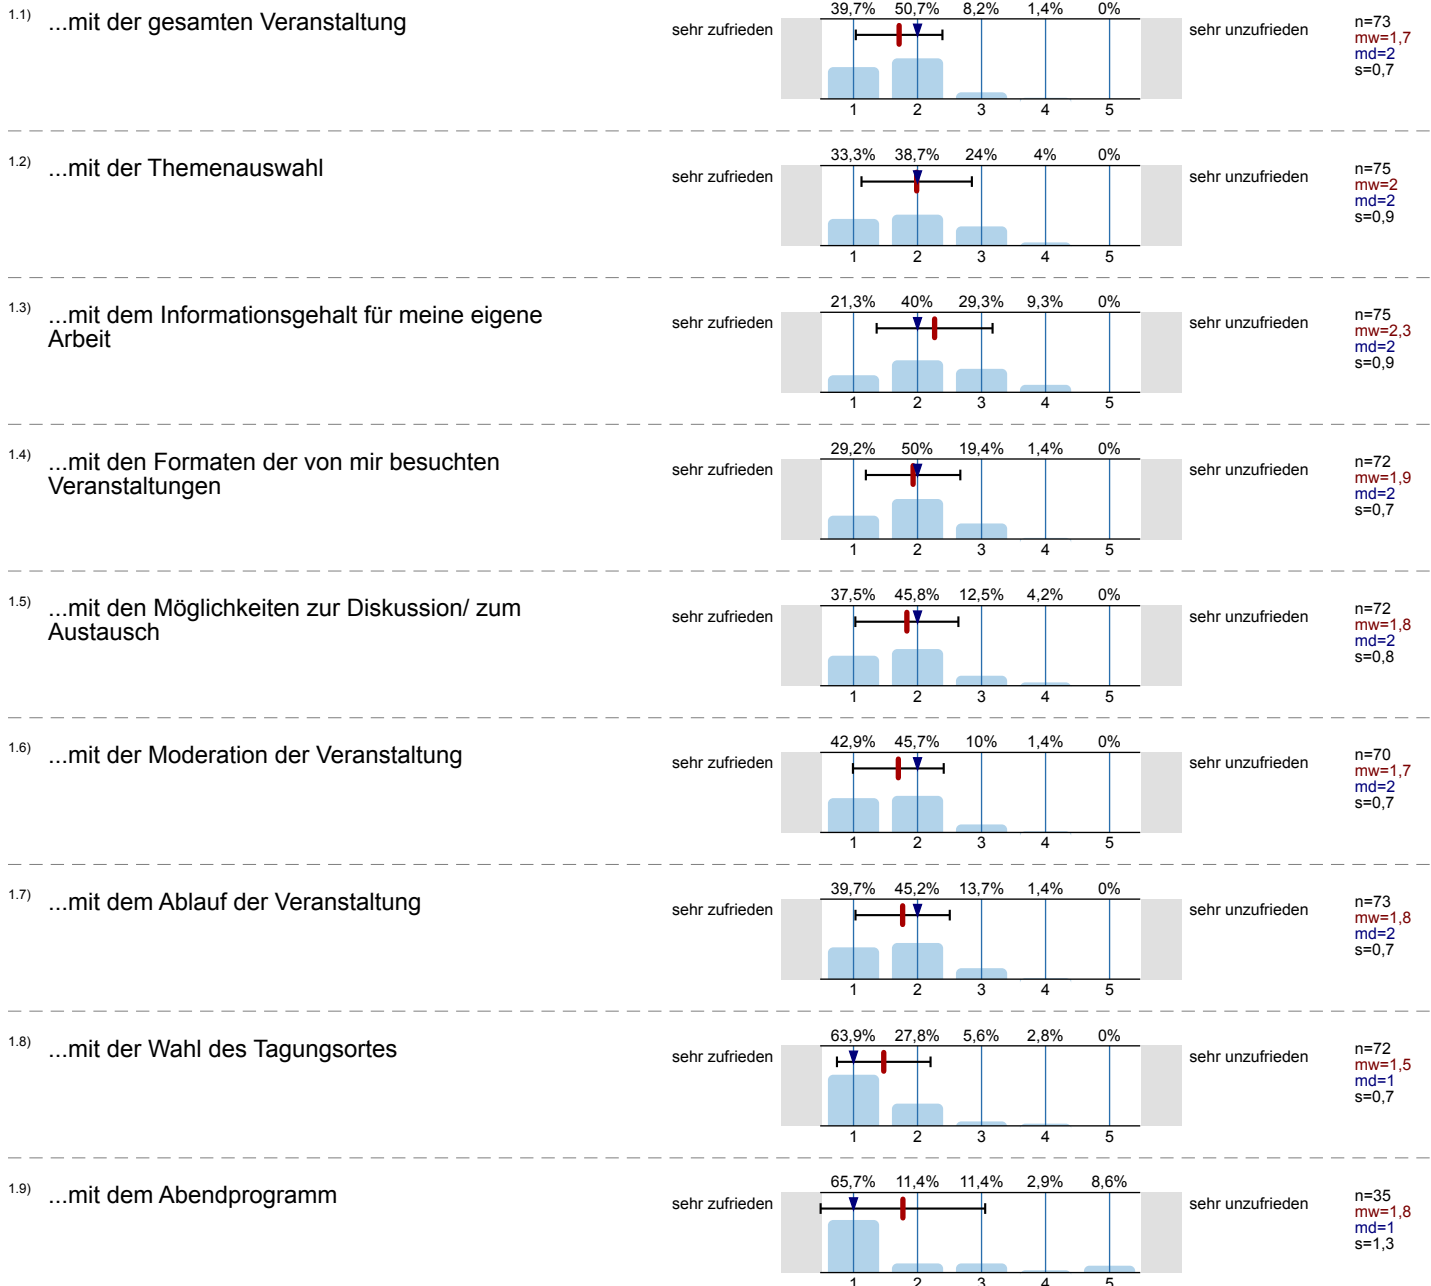 39,7% 50,7% 8,2% 1,4% 0%
1.1) ...mit der gesamten Veranstaltung sehr zufrieden sehr unzufrieden n=73
mw=1,7
md=2
s=0,7
1 2 3 4 5
33,3% 38,7% 24% 4% 0%
1.2) ...mit der Themenauswahl sehr zufrieden sehr unzufrieden n=75
mw=2
md=2
s=0,9
1 2 3 4 5
21,3% 40% 29,3% 9,3% 0%
1.3) ...mit dem Informationsgehalt für meine eigene sehr zufrieden sehr unzufrieden n=75
Arbeit mw=2,3
md=2
s=0,9
1 2 3 4 5
29,2% 50% 19,4% 1,4% 0%
1.4) ...mit den Formaten der von mir besuchten sehr zufrieden sehr unzufrieden n=72
Veranstaltungen mw=1,9
md=2
s=0,7
1 2 3 4 5
37,5% 45,8% 12,5% 4,2% 0%
1.5) ...mit den Möglichkeiten zur Diskussion/ zum sehr zufrieden sehr unzufrieden n=72
Austausch mw=1,8
md=2
s=0,8
1 2 3 4 5
42,9% 45,7% 10% 1,4% 0%
1.6) ...mit der Moderation der Veranstaltung sehr zufrieden sehr unzufrieden n=70
mw=1,7
md=2
s=0,7
1 2 3 4 5
39,7% 45,2% 13,7% 1,4% 0%
1.7) ...mit dem Ablauf der Veranstaltung sehr zufrieden sehr unzufrieden n=73
mw=1,8
md=2
s=0,7
1 2 3 4 5
63,9% 27,8% 5,6% 2,8% 0%
1.8) ...mit der Wahl des Tagungsortes sehr zufrieden sehr unzufrieden n=72
mw=1,5
md=1
s=0,7
1 2 3 4 5
65,7% 11,4% 11,4% 2,9% 8,6%
1.9) ...mit dem Abendprogramm sehr zufrieden sehr unzufrieden n=35
mw=1,8
md=1
s=1,3
1 2 3 4 5